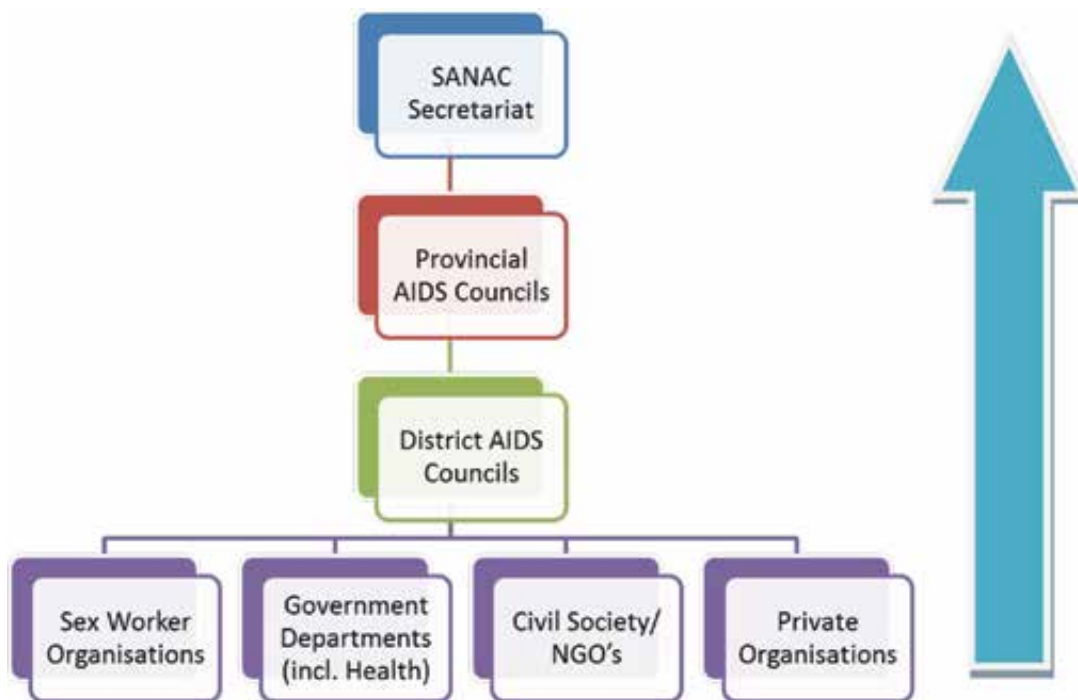 SANAC
Secretariat
Provincial
AIDS Councils
District AIDS
Councils
Sex Worker
Organisations
Government
Departments
(incl. Health)
Civil Society/
NGO's
Private
Organisations